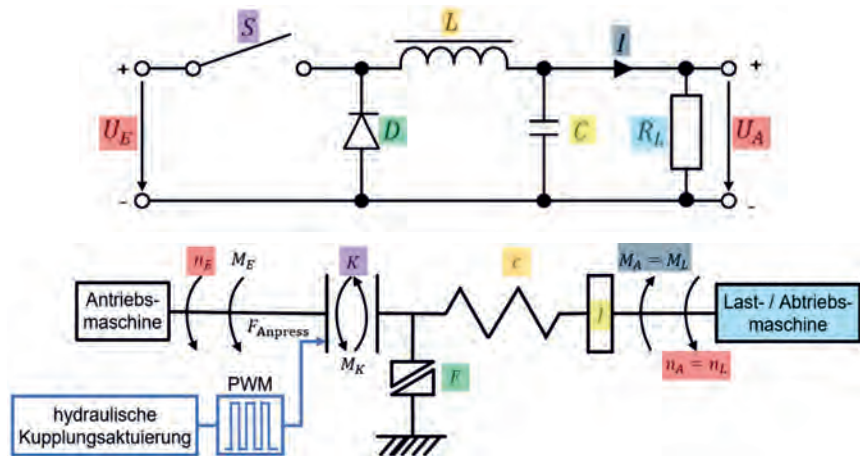 S
L
I
+
+
U_E
D
C
R_L
U_A
-
-
n_E
M_E
K
c
M_A = M_L
Antriebs-
maschine
F_Anpress
M_K
J
Last- / Abtriebs-
maschine
PWM
F
n_A = n_L
hydraulische
Kupplungsaktuierung